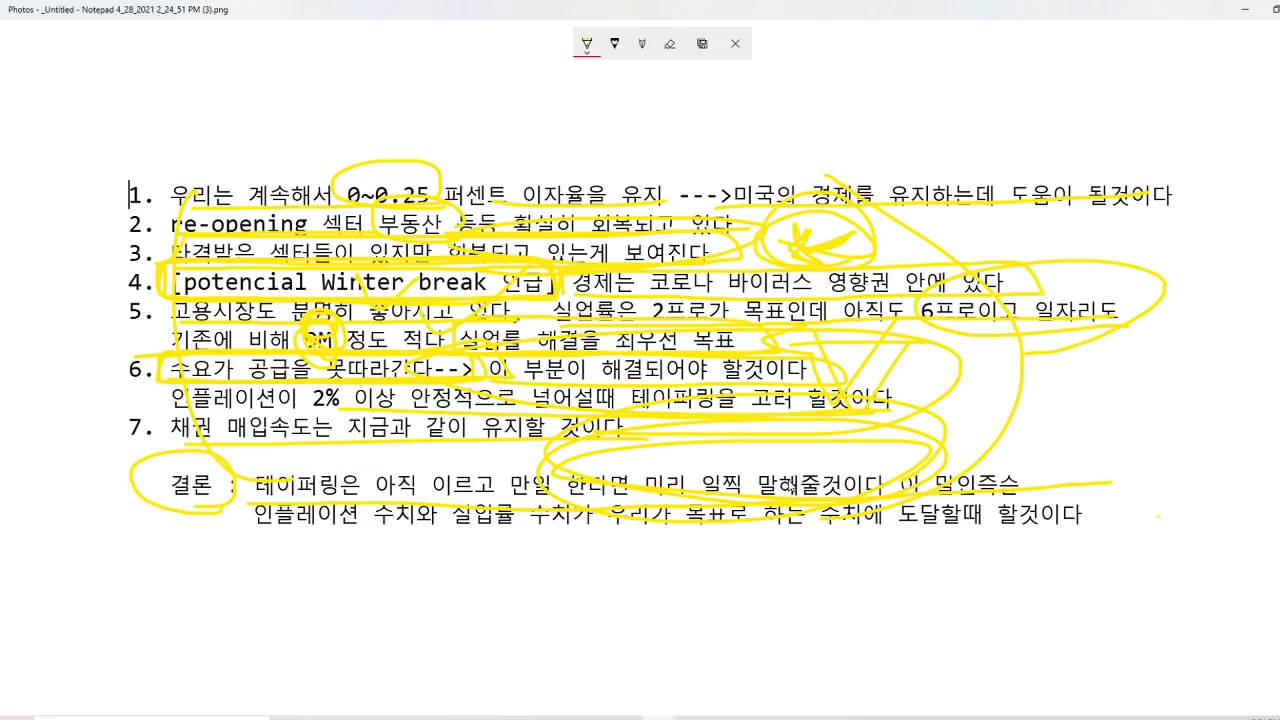 Photos - _Untitled - Notepad 4_28_2021 2_24_51 PM (3).png
1. 우리는 계속해서 0~0.25 퍼센트 이자율을 유지 --->미국의 경제를 유지하는데 도움이 될것이다
2. re-opening 섹터 부동산 등등 확실히 회복되고 있다
3. 타격받은 섹터들이 있지만 회복되고 있는게 보여진다
4. [potencial Winter break 언급] 경제는 코로나 바이러스 영향권 안에 있다
5. 고용시장도 분명히 좋아지고 있다, 실업률은 2프로가 목표인데 아직도 6프로이고 일자리도
기존에 비해 정도 적다 실업률 해결을 최우선 목표
6. 수요가 공급을 못따라간다--> 이 부분이 해결되어야 할것이다
인플레이션이 2% 이상 안정적으로 넘어설때 테이퍼링을 고려 할것이다
7. 채권 매입속도는 지금과 같이 유지할 것이다
결론 : 테이퍼링은 아직 이르고 만일 한다면 미리 일찍 말해줄것이다 이 말인즉슨
인플레이션 수치와 실업률 수치가 우리가 목표로 하는 수치에 도달할때 할것이다